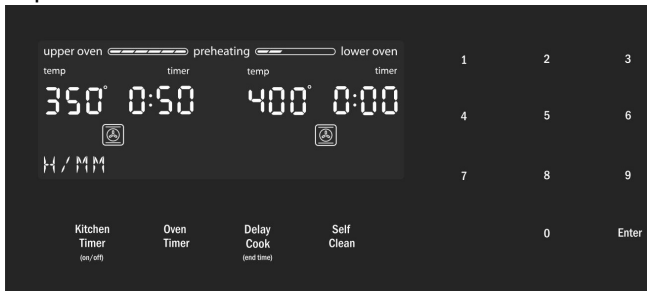 upper oven preheating lower oven
temp timer temp timer
350° 0:50 400° 0:00
H/MM
1 2 3
4 5 6
7 8 9
0 Enter
Kitchen
Timer
(on/off)
Oven
Timer
Delay
Cook
(end time)
Self
Clean